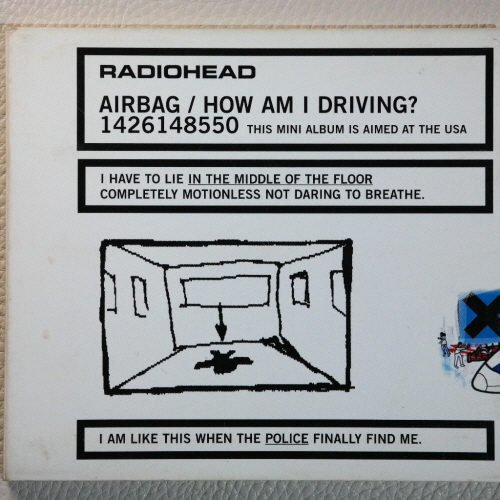 RADIOHEAD
AIRBAG / HOW AM I DRIVING?
1426148550 THIS MINI ALBUM IS AIMED AT THE USA
I HAVE TO LIE IN THE MIDDLE OF THE FLOOR
COMPLETELY MOTIONLESS NOT DARING TO BREATHE.
I AM LIKE THIS WHEN THE POLICE FINALLY FIND ME.